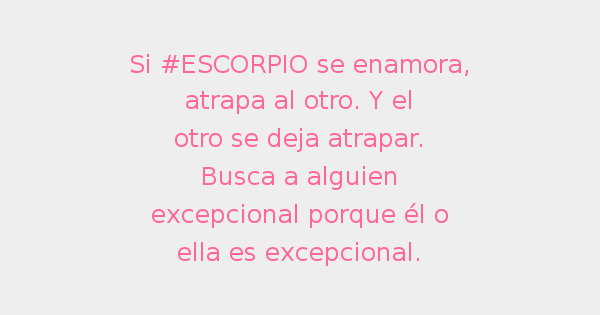 Si #ESCORPIO se enamora,
atrapa al otro. Y el
otro se deja atrapar.
Busca a alguien
excepcional porque él o
ella es excepcional.